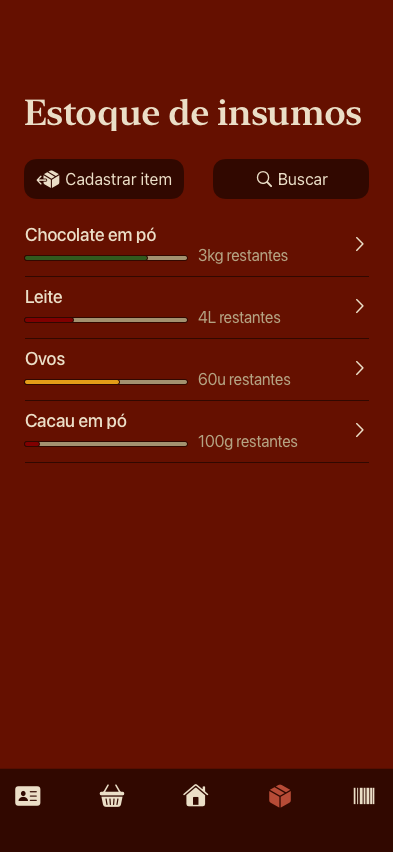 Estoque de insumos
Cadastrar item
Buscar
Chocolate em pó
3kg restantes
Leite
4L restantes
Ovos
60u restantes
Cacau em pó
100g restantes